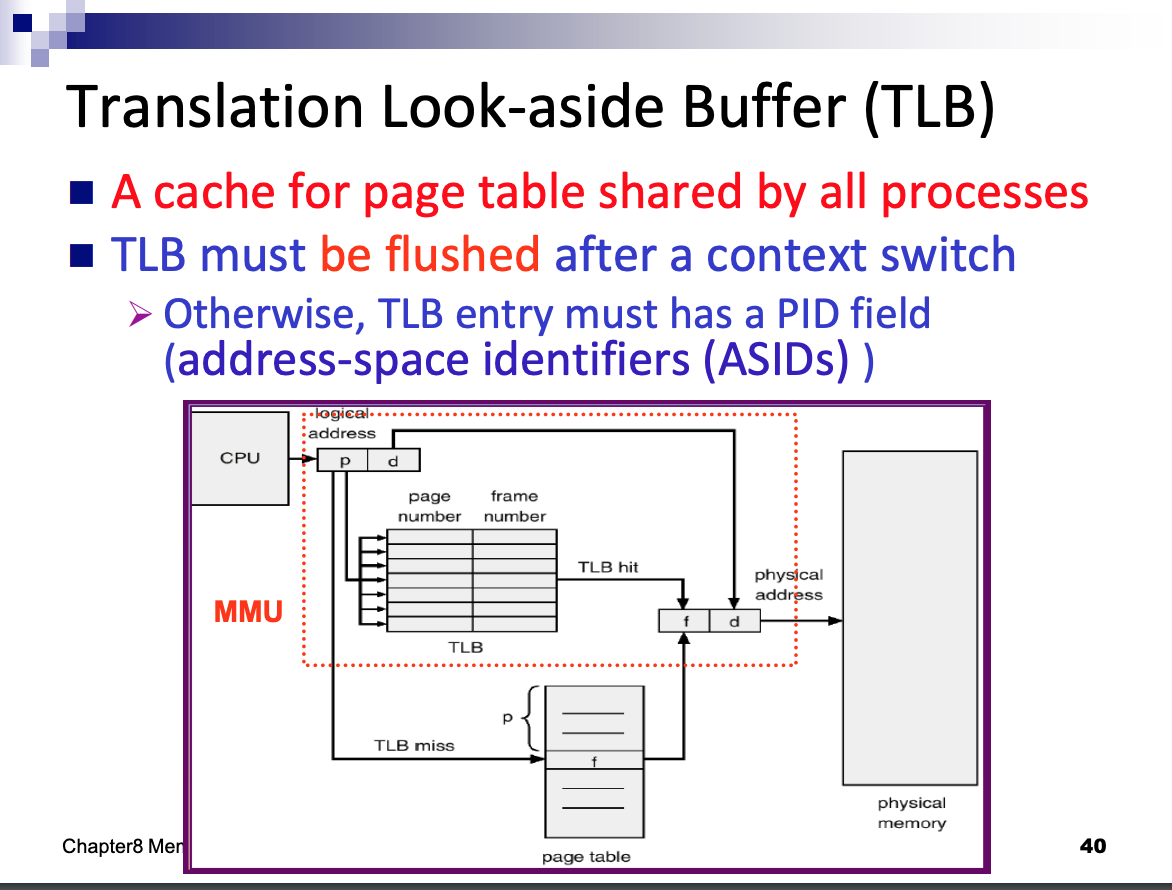 Translation Look-aside Buffer (TLB)
A cache for page table shared by all processes
TLB must be flushed after a context switch
Otherwise, TLB entry must has a PID field
(address-space identifiers (ASIDs) )
logical
address
CPU
p d
page frame
number number
TLB hit
physical
address
MMU
f d
TLB
p
TLB miss
f
physical
memory
Chapter8 Mem
40
page table